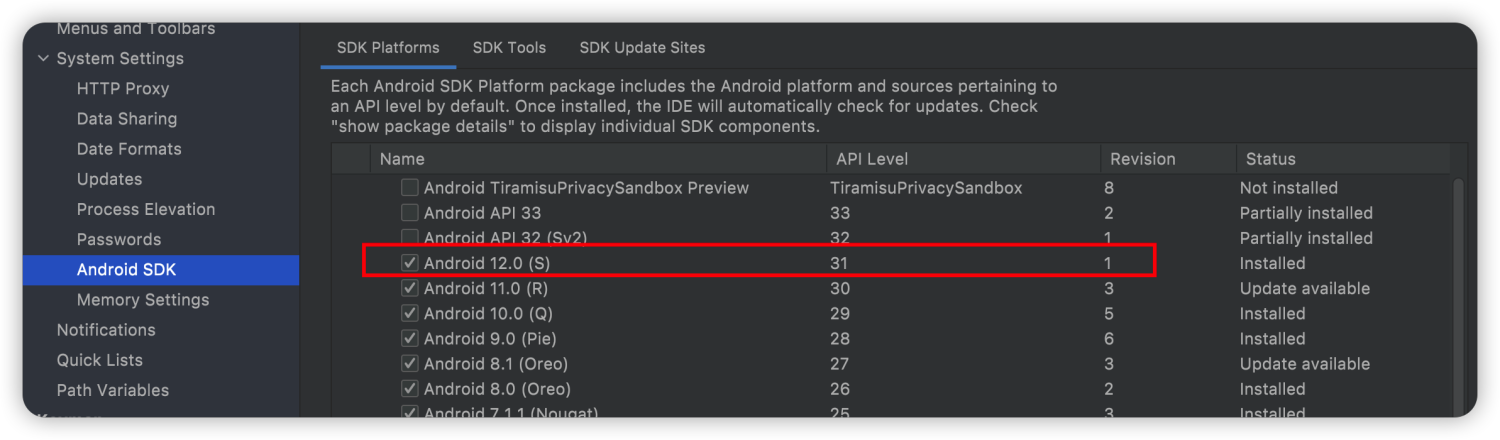 Menus and Toolbars
System Settings
HTTP Proxy
Data Sharing
Date Formats
Updates
Process Elevation
Passwords
Android SDK
Memory Settings
Notifications
Quick Lists
Path Variables
Keymap
SDK Platforms SDK Tools SDK Update Sites
Each Android SDK Platform package includes the Android platform and sources pertaining to
an API level by default. Once installed, the IDE will automatically check for updates. Check
"show package details" to display individual SDK components.
Name API Level Revision Status
Android TiramisuPrivacySandbox Preview TiramisuPrivacySandbox 8 Not installed
Android API 33 33 2 Partially installed
Android API 32 (Sv2) 32 1 Partially installed
Android 12.0 (S) 31 1 Installed
Android 11.0 (R) 30 3 Update available
Android 10.0 (Q) 29 5 Installed
Android 9.0 (Pie) 28 6 Installed
Android 8.1 (Oreo) 27 3 Update available
Android 8.0 (Oreo) 26 2 Installed
Android 7.1.1 (Nougat) 25 3 Installed